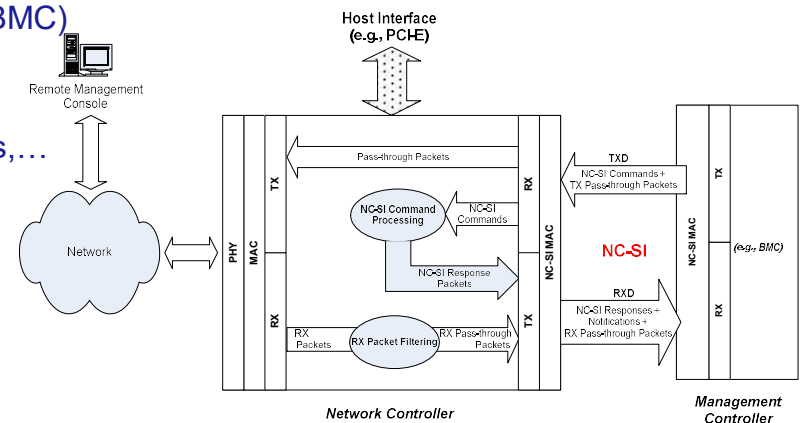 BMC)
s,...
Host Interface
(e.g., PCI-E)
Remote Management
Console
Network
PHY
MAC
TX
RX
Pass-through Packets
NC-SI Command
Processing
NC-SI
Commands
NC-SI Response
Packets
RX
Packets
RX Packet Filtering
RX Pass-through
Packets
RX
TX
NC-SI MAC
Network Controller
TXD
NC-SI Commands +
TX Pass-through Packets
NC-SI
RXD
NC-SI Responses +
Notifications +
RX Pass-through Packets
NC-SI MAC
TX
RX
(e.g., BMC)
Management
Controller